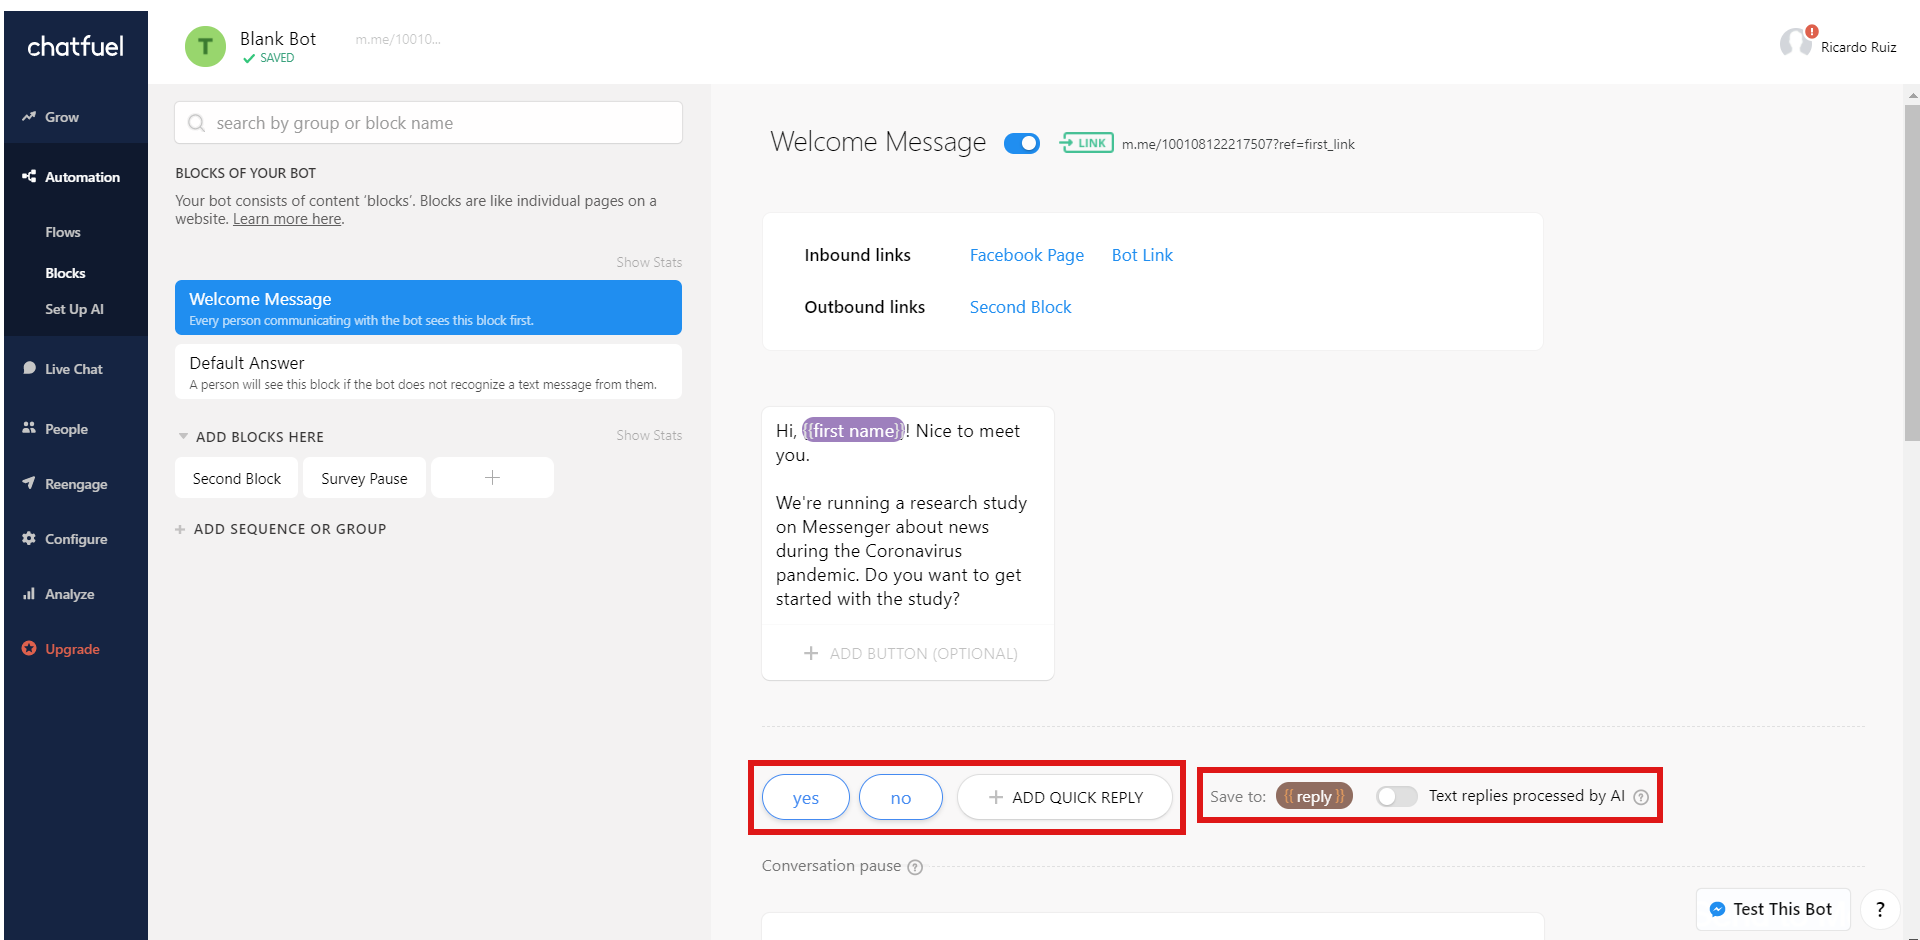 chatfuel
T
Blank Bot
m.me/10010...
SAVED
Ricardo Ruiz
Grow
Automation
Flows
Blocks
Set Up AI
Live Chat
People
Reengage
Configure
Analyze
Upgrade
search by group or block name
BLOCKS OF YOUR BOT
Your bot consists of content 'blocks'. Blocks are like individual pages on a
website. Learn more here.
Show Stats
Welcome Message
Every person communicating with the bot sees this block first.
Default Answer
A person will see this block if the bot does not recognize a text message from them.
ADD BLOCKS HERE
Show Stats
Second Block
Survey Pause
+
+ ADD SEQUENCE OR GROUP
Welcome Message
LINK
m.me/100108122217507?ref=first_link
Inbound links
Facebook Page
Bot Link
Outbound links
Second Block
Hi, {{first name}}! Nice to meet
you.
We're running a research study
on Messenger about news
during the Coronavirus
pandemic. Do you want to get
started with the study?
+ ADD BUTTON (OPTIONAL)
yes
no
+ ADD QUICK REPLY
Save to: {{reply}}
Text replies processed by AI ?
Conversation pause ?
Test This Bot
?